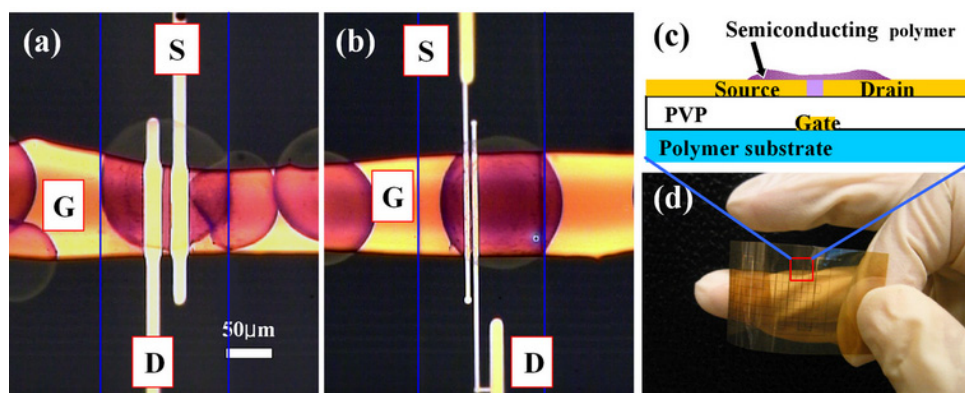 (a)
S
G
D
50μm
(b)
S
G
D
(c)
Semiconducting polymer
Source
Drain
PVP
Gate
Polymer substrate
(d)